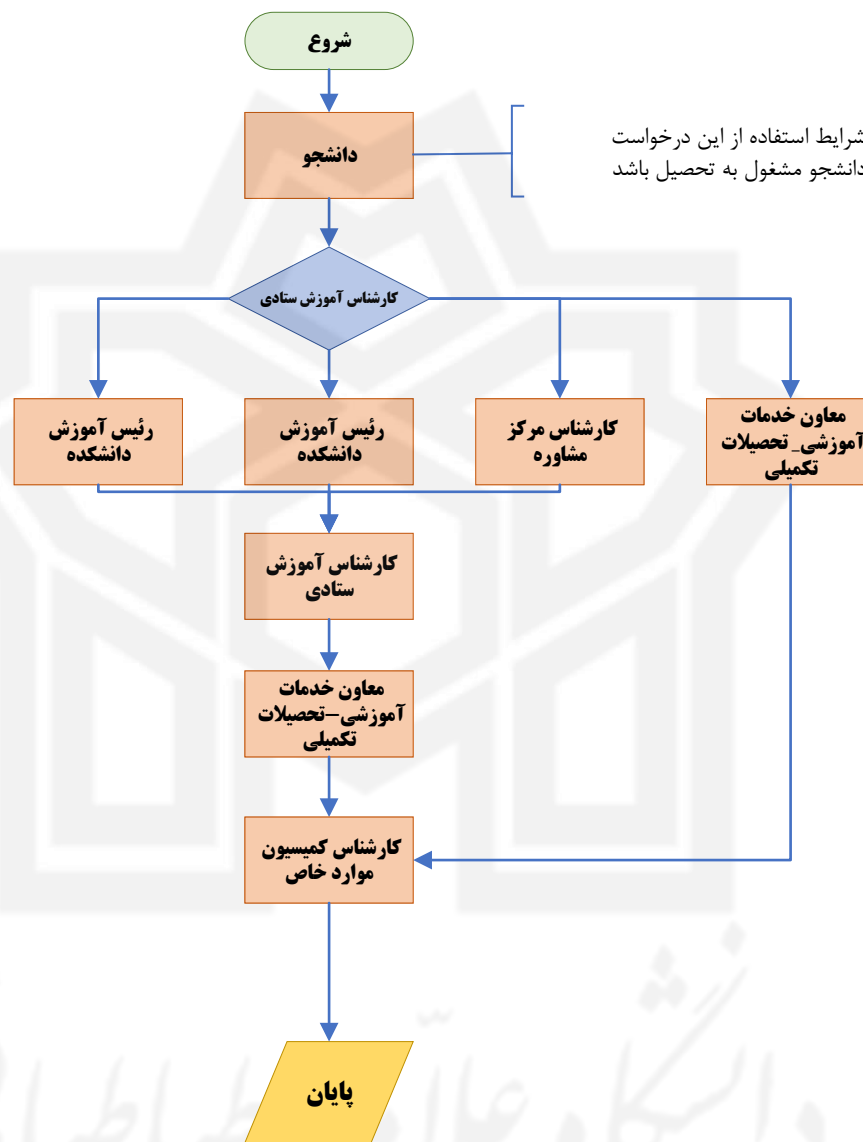 شروع
دانشجو
شرایط استفاده از این درخواست
دانشجو مشغول به تحصیل باشد
کارشناس آموزش ستادی
معاون خدمات
آموزشی_تحصیلات
تکمیلی
کارشناس مرکز
مشاوره
رئیس آموزش
دانشکده
رئیس آموزش
دانشکده
کارشناس آموزش
ستادی
معاون خدمات
آموزشی–تحصیلات
تکمیلی
کارشناس کمیسیون
موارد خاص
پایان